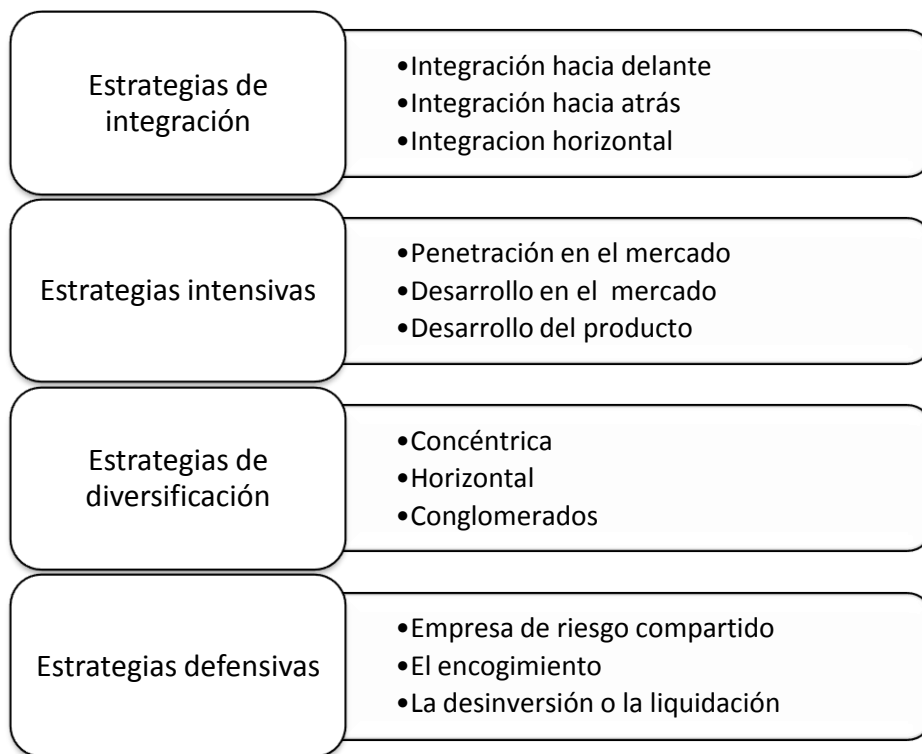 Estrategias de
integración
•Integración hacia delante
•Integración hacia atrás
•Integracion horizontal
Estrategias intensivas
•Penetración en el mercado
•Desarrollo en el  mercado
•Desarrollo del producto
Estrategias de
diversificación
•Concéntrica
•Horizontal
•Conglomerados
Estrategias defensivas
•Empresa de riesgo compartido
•El encogimiento
•La desinversión o la liquidación